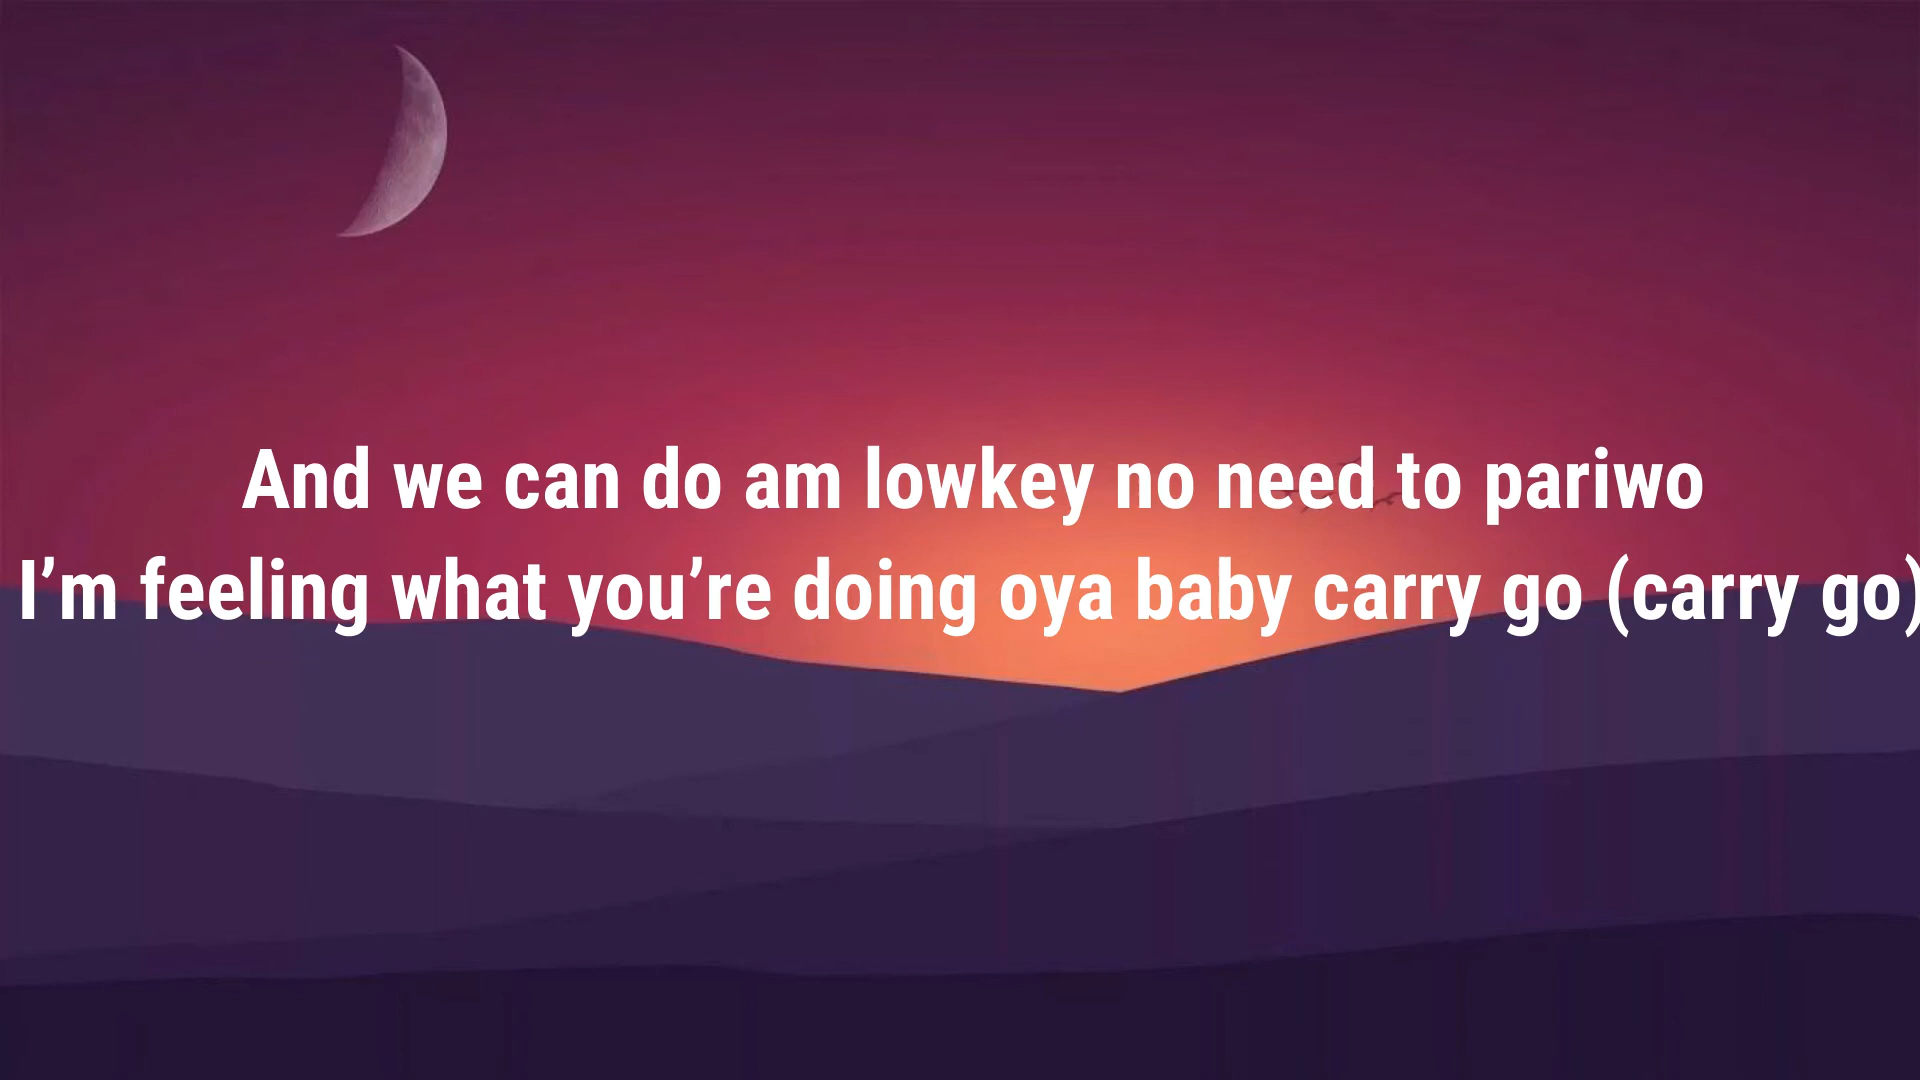 And we can do am lowkey no need to pariwo
I’m feeling what you’re doing oya baby carry go (carry go)